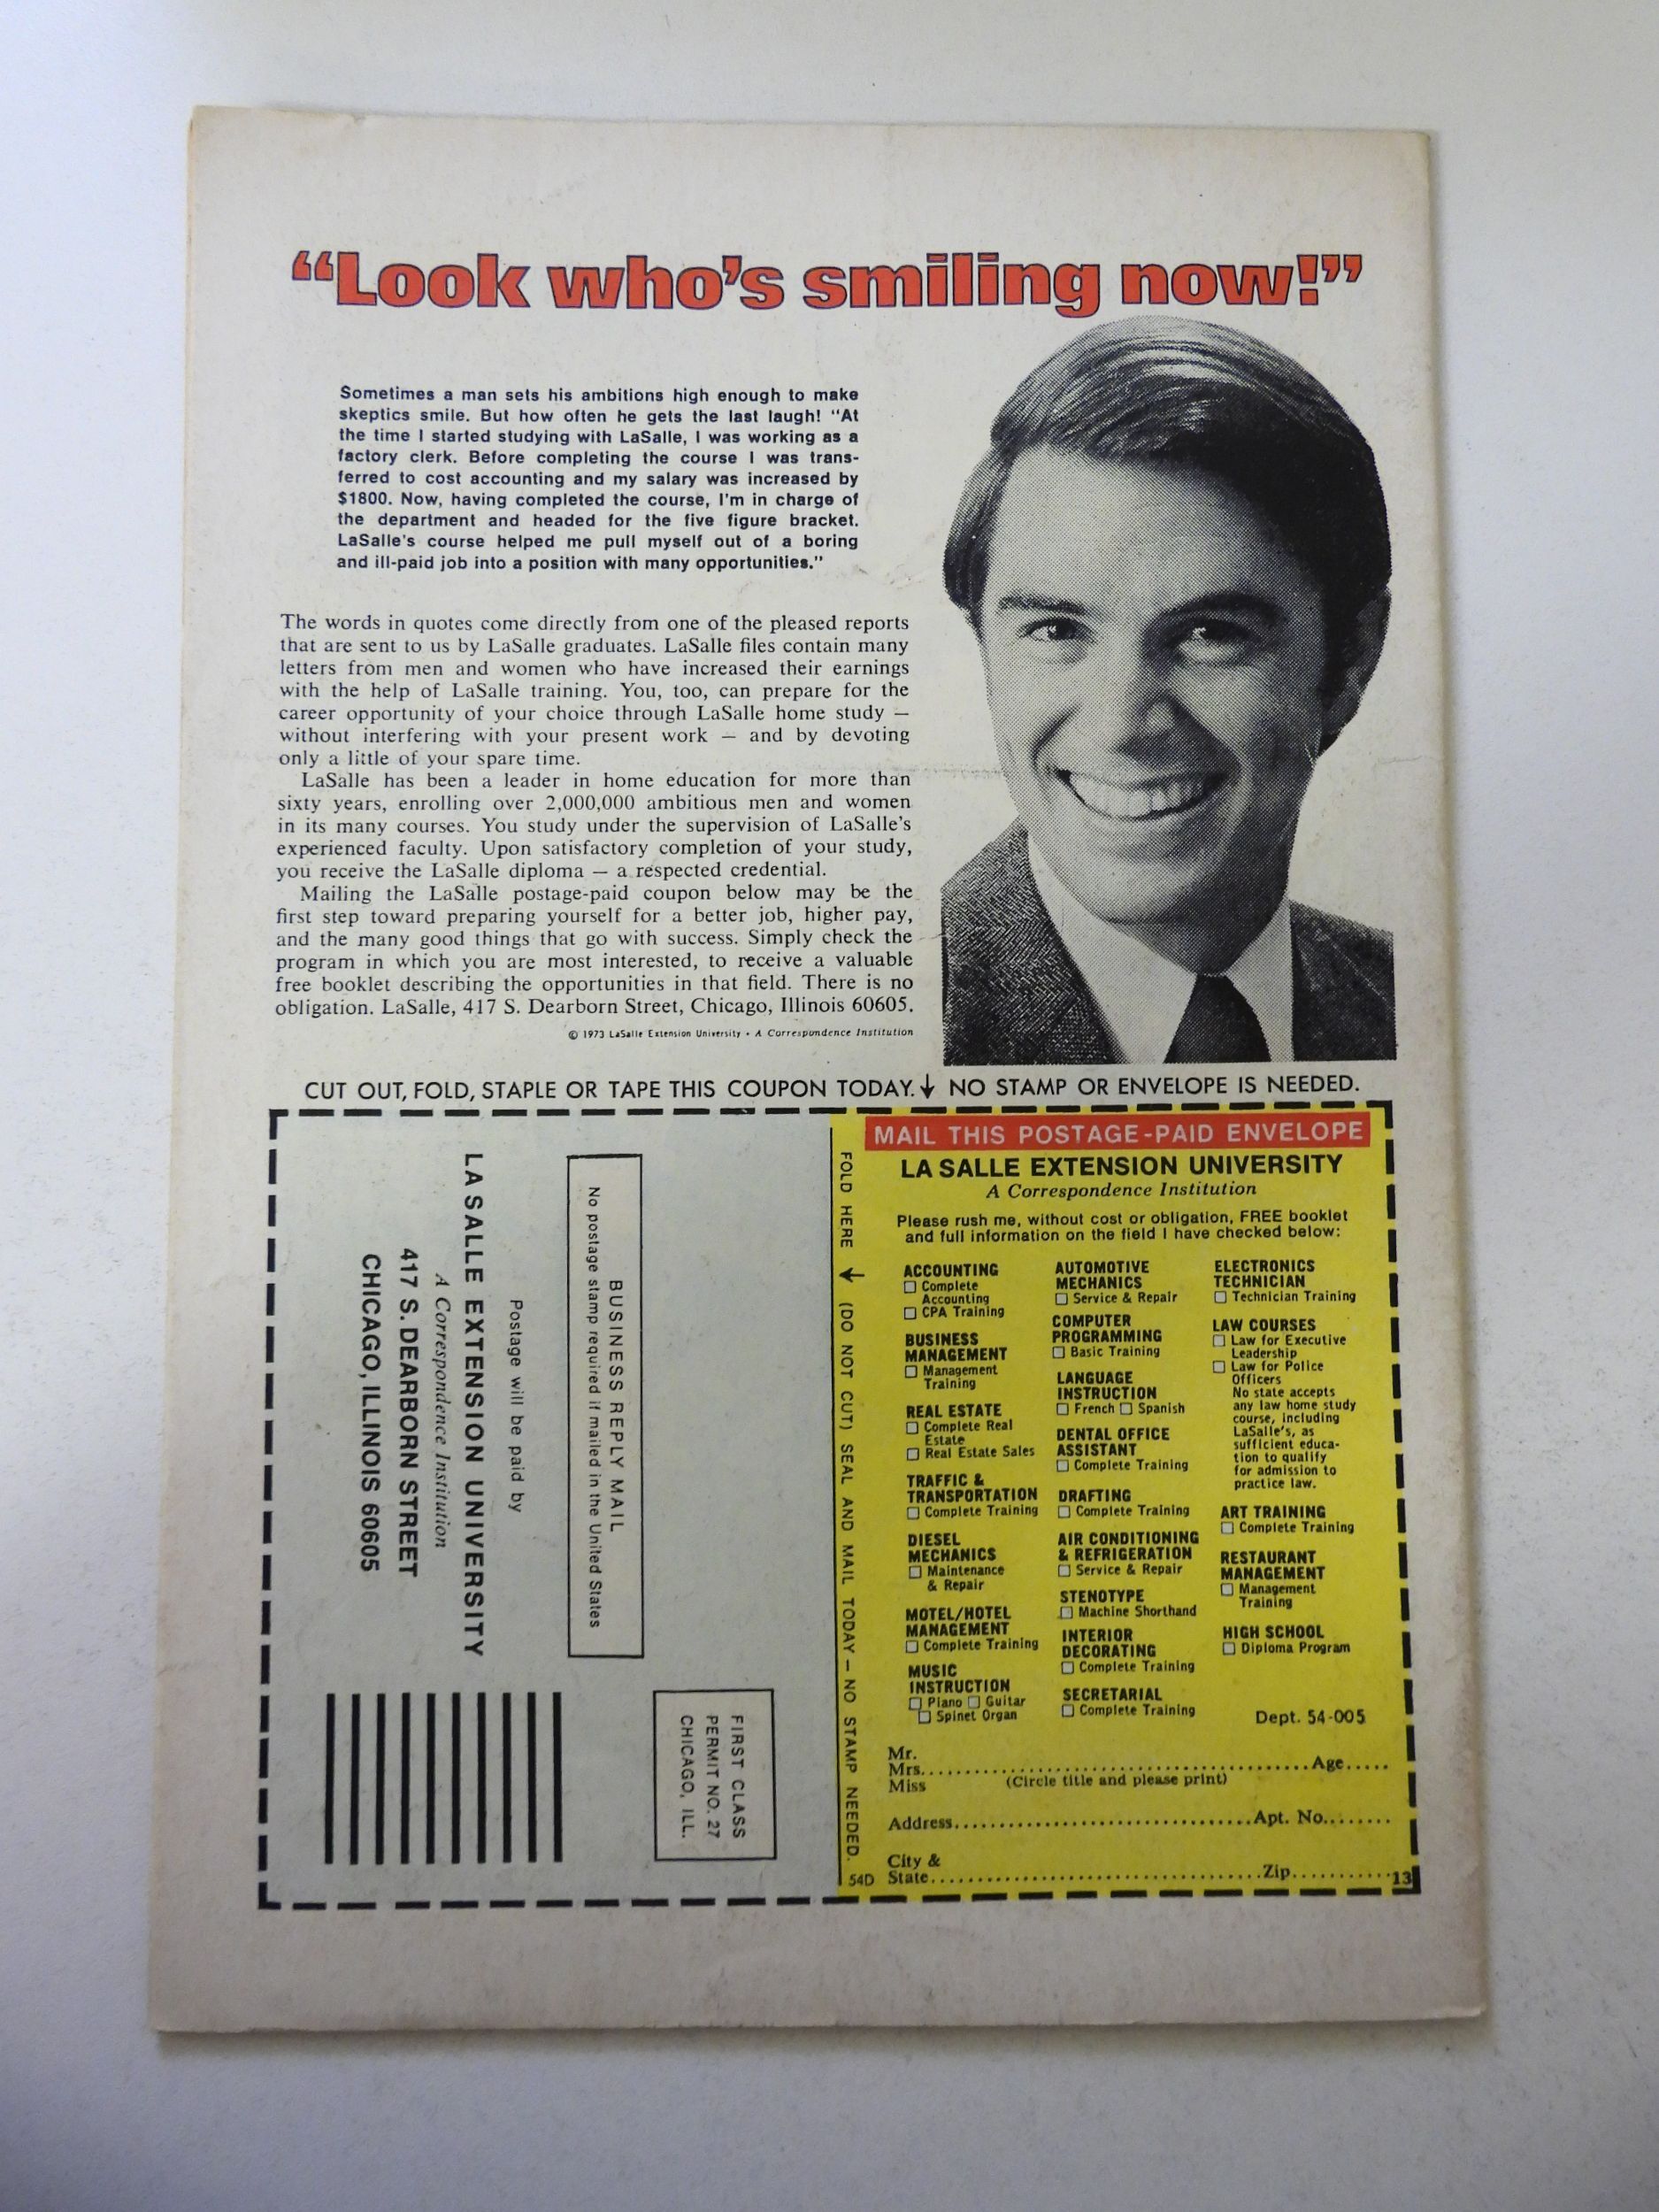 “Look who’s smiling now!”
Sometimes a man sets his ambitions high enough to make
skeptics smile. But how often he gets the last laugh! “At
the time I started studying with LaSalle, I was working as a
factory clerk. Before completing the course I was trans-
ferred to cost accounting and my salary was increased by
$1800. Now, having completed the course, I’m in charge of
the department and headed for the five figure bracket.
LaSalle’s course helped me pull myself out of a boring
and ill-paid job into a position with many opportunities.”
The words in quotes come directly from one of the pleased reports
that are sent to us by LaSalle graduates. LaSalle files contain many
letters from men and women who have increased their earnings
with the help of LaSalle training. You, too, can prepare for the
career opportunity of your choice through LaSalle home study —
without interfering with your present work — and by devoting
only a little of your spare time.
LaSalle has been a leader in home education for more than
sixty years, enrolling over 2,000,000 ambitious men and women
in its many courses. You study under the supervision of LaSalle’s
experienced faculty. Upon satisfactory completion of your study,
you receive the LaSalle diploma — a respected credential.
Mailing the LaSalle postage-paid coupon below may be the
first step toward preparing yourself for a better job, higher pay,
and the many good things that go with success. Simply check the
program in which you are most interested, to receive a valuable
free booklet describing the opportunities in that field. There is no
obligation. LaSalle, 417 S. Dearborn Street, Chicago, Illinois 60605.
© 1973 LaSalle Extension University • A Correspondence Institution
CUT OUT, FOLD, STAPLE OR TAPE THIS COUPON TODAY. ↓ NO STAMP OR ENVELOPE IS NEEDED.
FIRST CLASS
PERMIT NO. 27
CHICAGO, ILL.
BUSINESS REPLY MAIL
No postage stamp required if mailed in the United States
Postage will be paid by
LA SALLE EXTENSION UNIVERSITY
A Correspondence Institution
417 S. DEARBORN STREET
CHICAGO, ILLINOIS 60605
FOLD HERE ↓ (DO NOT CUT) SEAL AND MAIL TODAY – NO STAMP NEEDED.
MAIL THIS POSTAGE-PAID ENVELOPE
LA SALLE EXTENSION UNIVERSITY
A Correspondence Institution
Please rush me, without cost or obligation, FREE booklet
and full information on the field I have checked below:
ACCOUNTING
☐ Complete
Accounting
☐ CPA Training
BUSINESS
MANAGEMENT
☐ Management
Training
REAL ESTATE
☐ Complete Real
Estate
☐ Real Estate Sales
TRAFFIC &
TRANSPORTATION
☐ Complete Training
DIESEL
MECHANICS
☐ Maintenance
& Repair
MOTEL/HOTEL
MANAGEMENT
☐ Complete Training
MUSIC
INSTRUCTION
☐ Piano ☐ Guitar
☐ Spinet Organ
AUTOMOTIVE
MECHANICS
☐ Service & Repair
COMPUTER
PROGRAMMING
☐ Basic Training
LANGUAGE
INSTRUCTION
☐ French ☐ Spanish
DENTAL OFFICE
ASSISTANT
☐ Complete Training
DRAFTING
☐ Complete Training
AIR CONDITIONING
& REFRIGERATION
☐ Service & Repair
STENOTYPE
☐ Machine Shorthand
INTERIOR
DECORATING
☐ Complete Training
SECRETARIAL
☐ Complete Training
ELECTRONICS
TECHNICIAN
☐ Technician Training
LAW COURSES
☐ Law for Executive
Leadership
☐ Law for Police
Officers
No state accepts
any law home study
course, including
LaSalle’s, as
sufficient educa-
tion to qualify
for admission to
practice law.
ART TRAINING
☐ Complete Training
RESTAURANT
MANAGEMENT
☐ Management
Training
HIGH SCHOOL
☐ Diploma Program
Dept. 54-005
Mr.
Mrs. Age
Miss (Circle title and please print)
Address Apt. No.
City &
54D State Zip 13